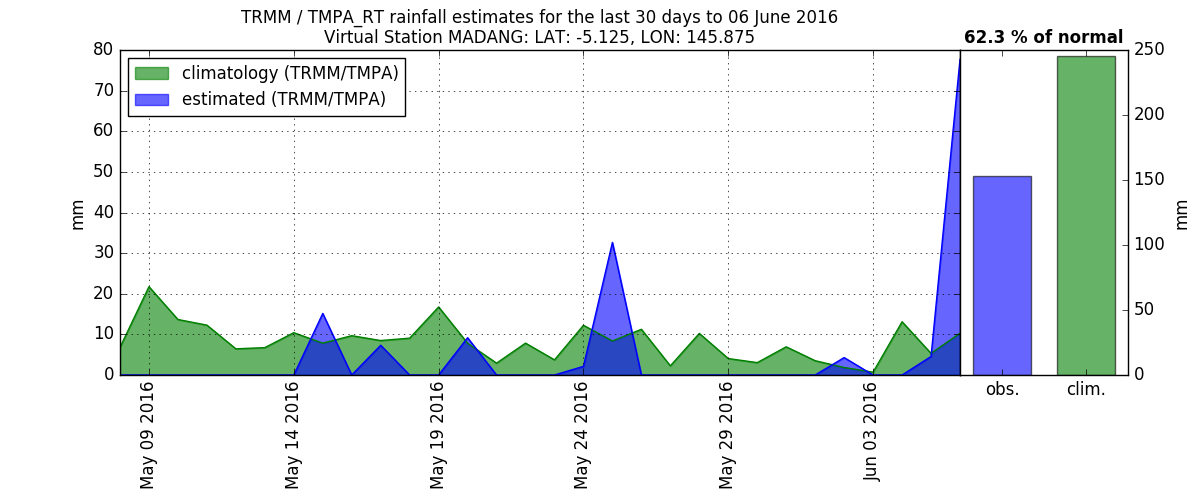 TRMM / TMPA_RT rainfall estimates for the last 30 days to 06 June 2016
Virtual Station MADANG: LAT: -5.125, LON: 145.875
62.3 % of normal
climatology (TRMM/TMPA)
estimated (TRMM/TMPA)
80
70
60
50
40
30
20
10
0
mm
May 09 2016
May 14 2016
May 19 2016
May 24 2016
May 29 2016
Jun 03 2016
obs.
clim.
250
200
150
100
50
0
mm